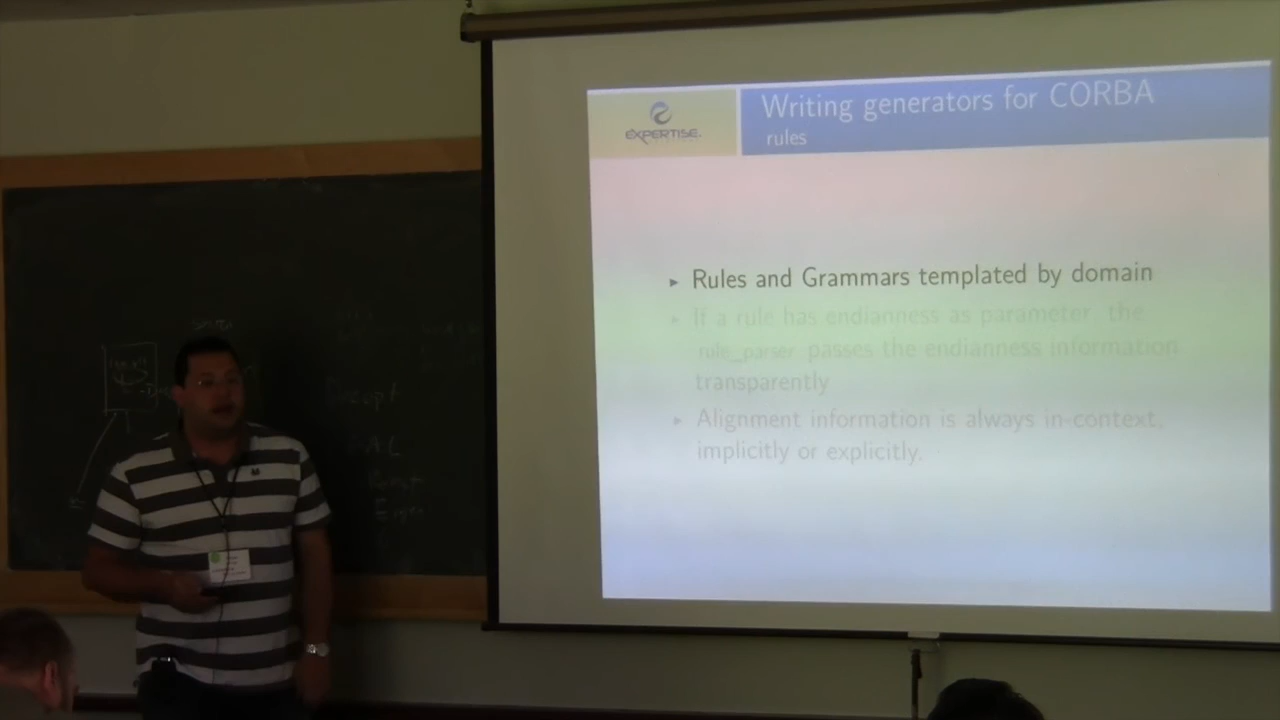 EXPERTISE
Writing generators for CORBA
rules
▸ Rules and Grammars templated by domain
▸ If a rule has endianness as parameter, the
rule_parser passes the endianness information
transparently
▸ Alignment information is always in-context,
implicitly or explicitly.